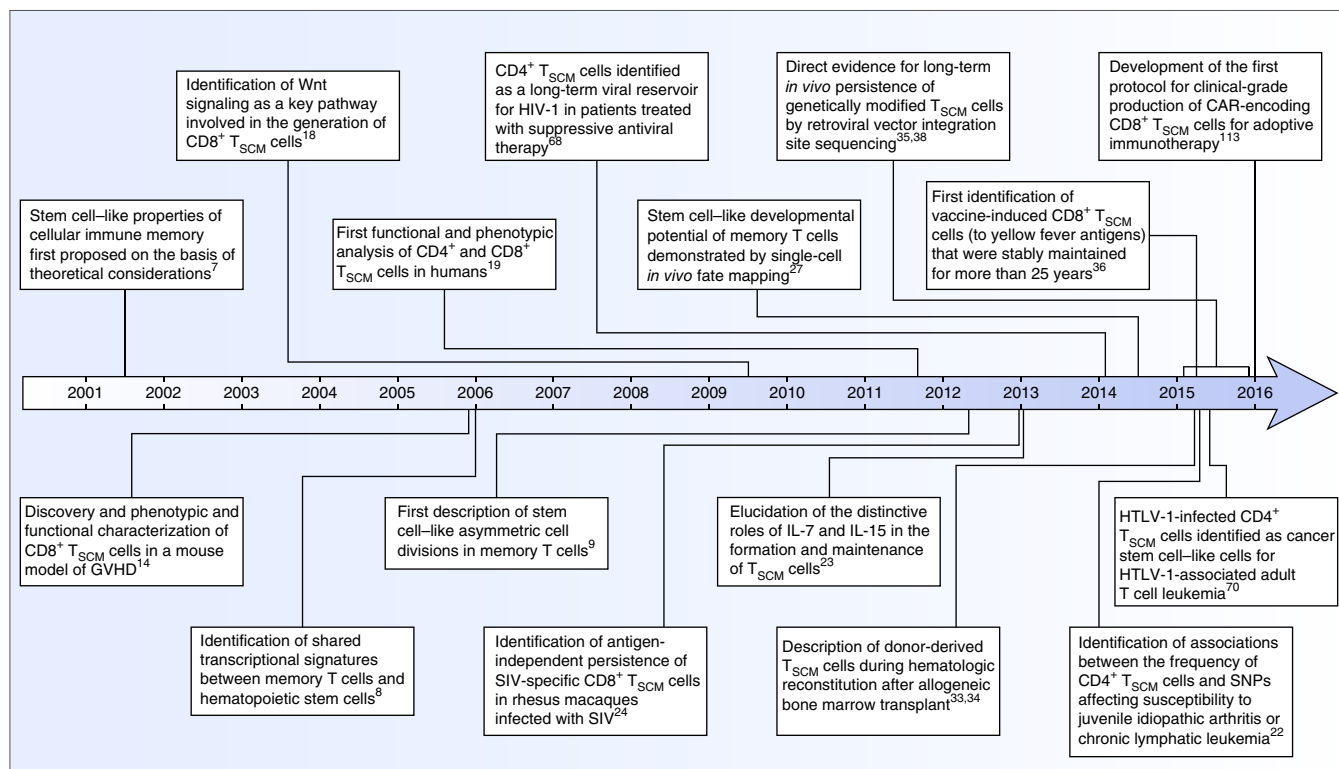 Identification of Wnt
signaling as a key pathway
involved in the generation of
CD8+ TSCM cells18
CD4+ TSCM cells identified
as a long-term viral reservoir
for HIV-1 in patients treated
with suppressive antiviral
therapy68
Direct evidence for long-term
in vivo persistence of
genetically modified TSCM cells
by retroviral vector integration
site sequencing35,38
Development of the first
protocol for clinical-grade
production of CAR-encoding
CD8+ TSCM cells for adoptive
immunotherapy113
Stem cell–like properties of
cellular immune memory
first proposed on the basis of
theoretical considerations7
First functional and phenotypic
analysis of CD4+ and CD8+
TSCM cells in humans19
Stem cell–like developmental
potential of memory T cells
demonstrated by single-cell
in vivo fate mapping27
First identification of
vaccine-induced CD8+ TSCM
cells (to yellow fever antigens)
that were stably maintained
for more than 25 years36
2001 2002 2003 2004 2005 2006 2007 2008 2009 2010 2011 2012 2013 2014 2015 2016
Discovery and phenotypic and
functional characterization of
CD8+ TSCM cells in a mouse
model of GVHD14
First description of stem
cell–like asymmetric cell
divisions in memory T cells9
Elucidation of the distinctive
roles of IL-7 and IL-15 in the
formation and maintenance
of TSCM cells23
HTLV-1-infected CD4+
TSCM cells identified as cancer
stem cell–like cells for
HTLV-1-associated adult
T cell leukemia70
Identification of shared
transcriptional signatures
between memory T cells and
hematopoietic stem cells8
Identification of antigen-
independent persistence of
SIV-specific CD8+ TSCM cells
in rhesus macaques
infected with SIV24
Description of donor-derived
TSCM cells during hematologic
reconstitution after allogeneic
bone marrow transplant33,34
Identification of associations
between the frequency of
CD4+ TSCM cells and SNPs
affecting susceptibility to
juvenile idiopathic arthritis or
chronic lymphatic leukemia22